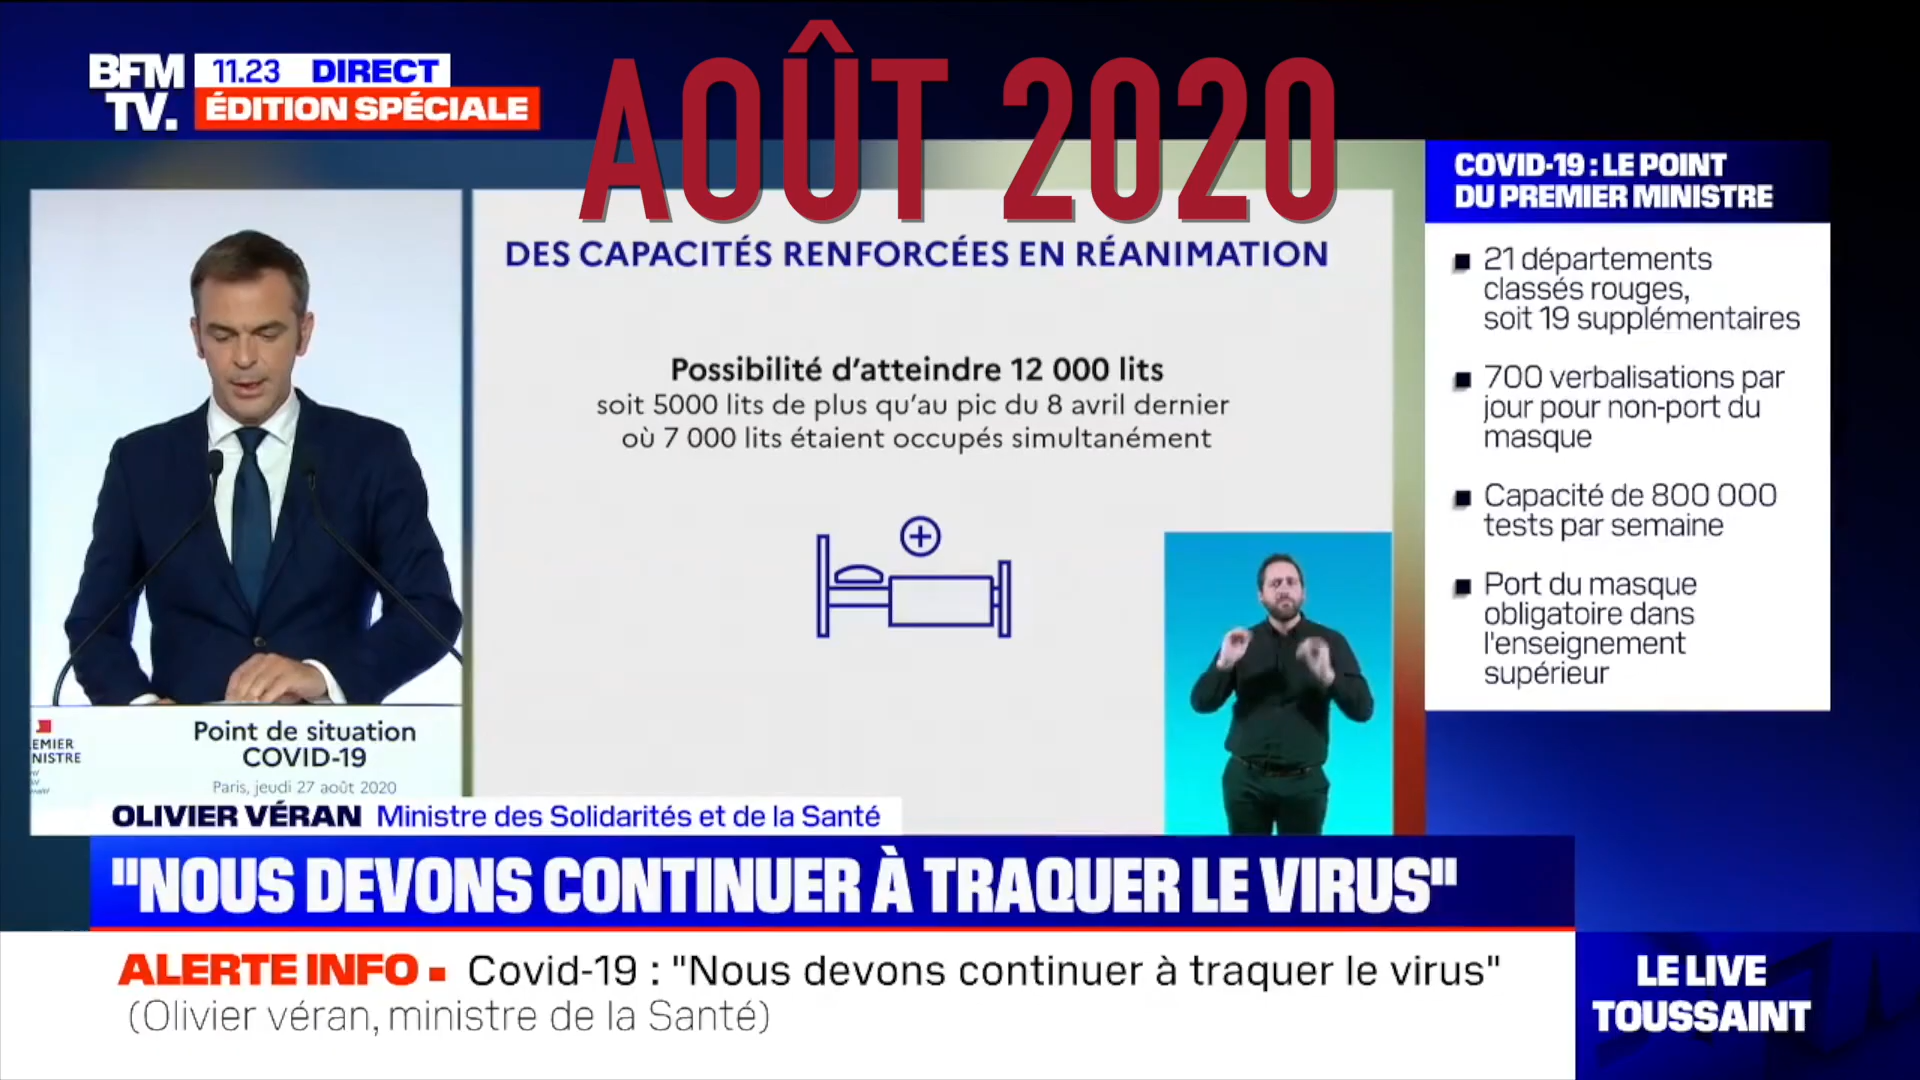 BFM
TV.
11.23 DIRECT
ÉDITION SPÉCIALE
AOÛT 2020
DES CAPACITÉS RENFORCÉES EN RÉANIMATION
Possibilité d'atteindre 12 000 lits
soit 5000 lits de plus qu'au pic du 8 avril dernier
où 7 000 lits étaient occupés simultanément
COVID-19 : LE POINT
DU PREMIER MINISTRE
21 départements
classés rouges,
soit 19 supplémentaires
700 verbalisations par
jour pour non-port du
masque
Capacité de 800 000
tests par semaine
Port du masque
obligatoire dans
l'enseignement
supérieur
EMIER
NISTRE
Point de situation
COVID-19
Paris, jeudi 27 août 2020
OLIVIER VÉRAN Ministre des Solidarités et de la Santé
"NOUS DEVONS CONTINUER À TRAQUER LE VIRUS"
ALERTE INFO ▪ Covid-19 : "Nous devons continuer à traquer le virus"
(Olivier véran, ministre de la Santé)
LE LIVE
TOUSSAINT